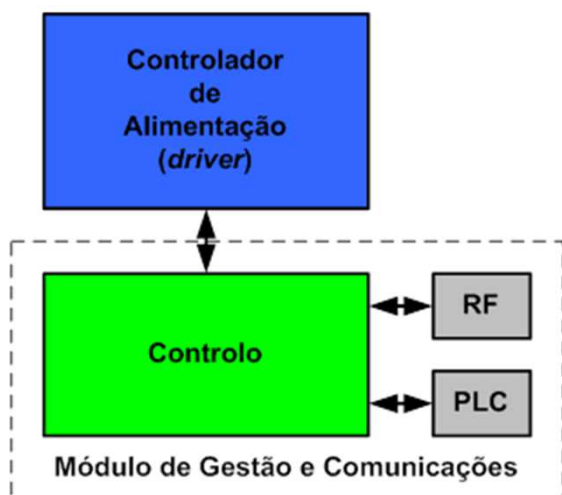 Controlador
de
Alimentação
(driver)
Controlo
RF
PLC
Módulo de Gestão e Comunicações